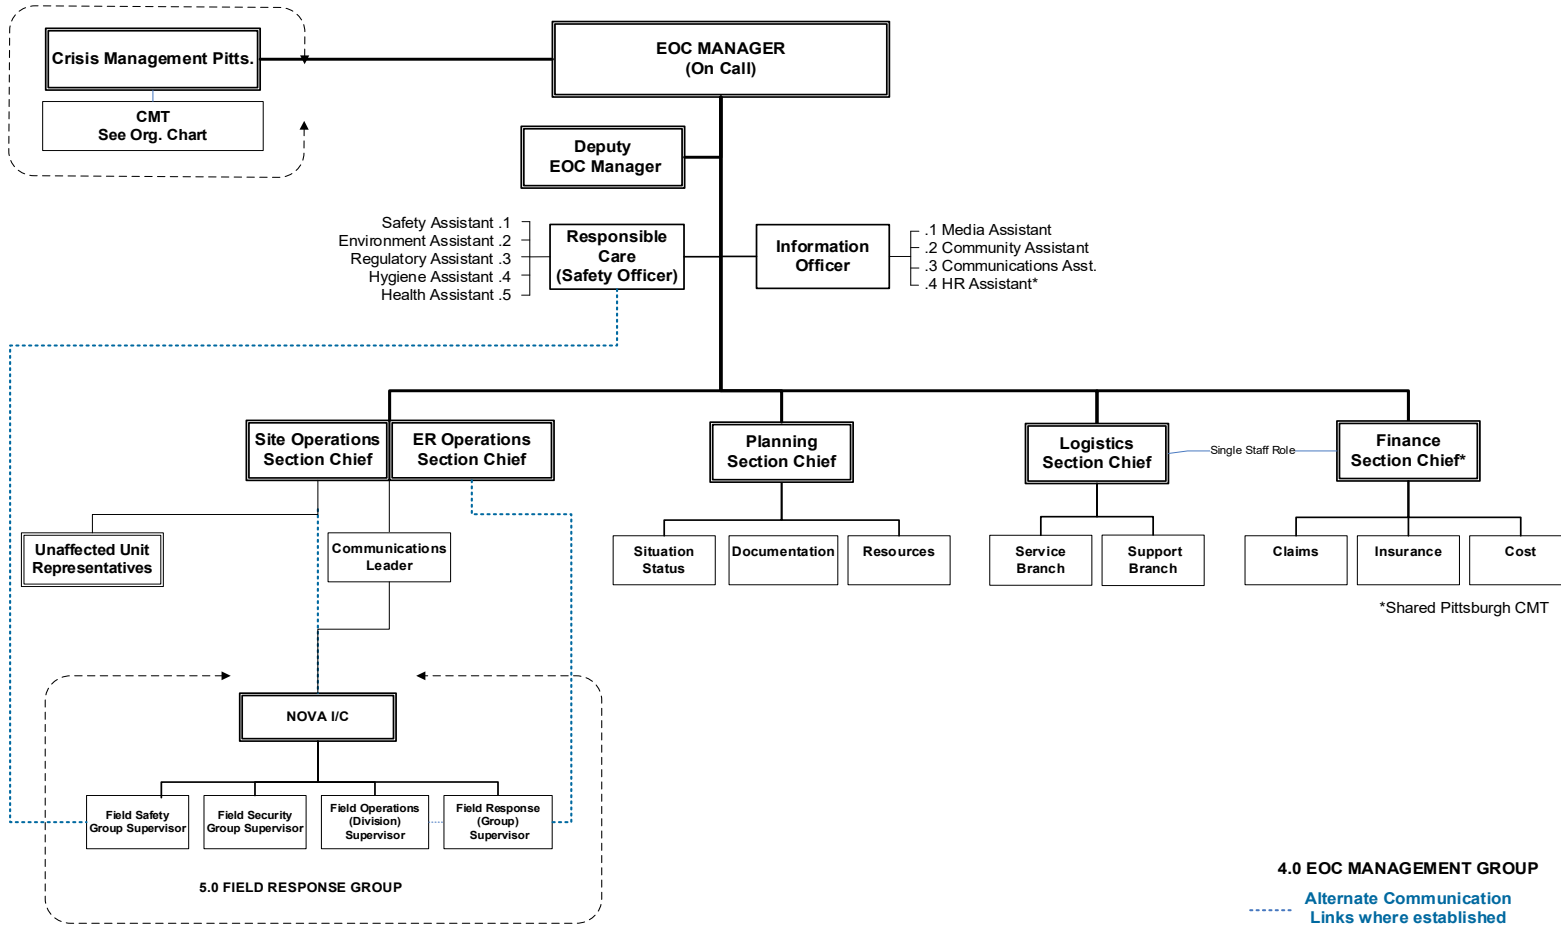 Crisis Management Pitts.
CMT
See Org. Chart
EOC MANAGER
(On Call)
Deputy
EOC Manager
Safety Assistant .1
Environment Assistant .2
Regulatory Assistant .3
Hygiene Assistant .4
Health Assistant .5
Responsible
Care
(Safety Officer)
Information
Officer
.1 Media Assistant
.2 Community Assistant
.3 Communications Asst.
.4 HR Assistant*
Site Operations
Section Chief
ER Operations
Section Chief
Planning
Section Chief
Logistics
Section Chief
Single Staff Role
Finance
Section Chief*
Unaffected Unit
Representatives
Communications
Leader
Situation
Status
Documentation
Resources
Service
Branch
Support
Branch
Claims
Insurance
Cost
*Shared Pittsburgh CMT
NOVA I/C
Field Safety
Group Supervisor
Field Security
Group Supervisor
Field Operations
(Division)
Supervisor
Field Response
(Group)
Supervisor
5.0 FIELD RESPONSE GROUP
4.0 EOC MANAGEMENT GROUP
Alternate Communication
Links where established